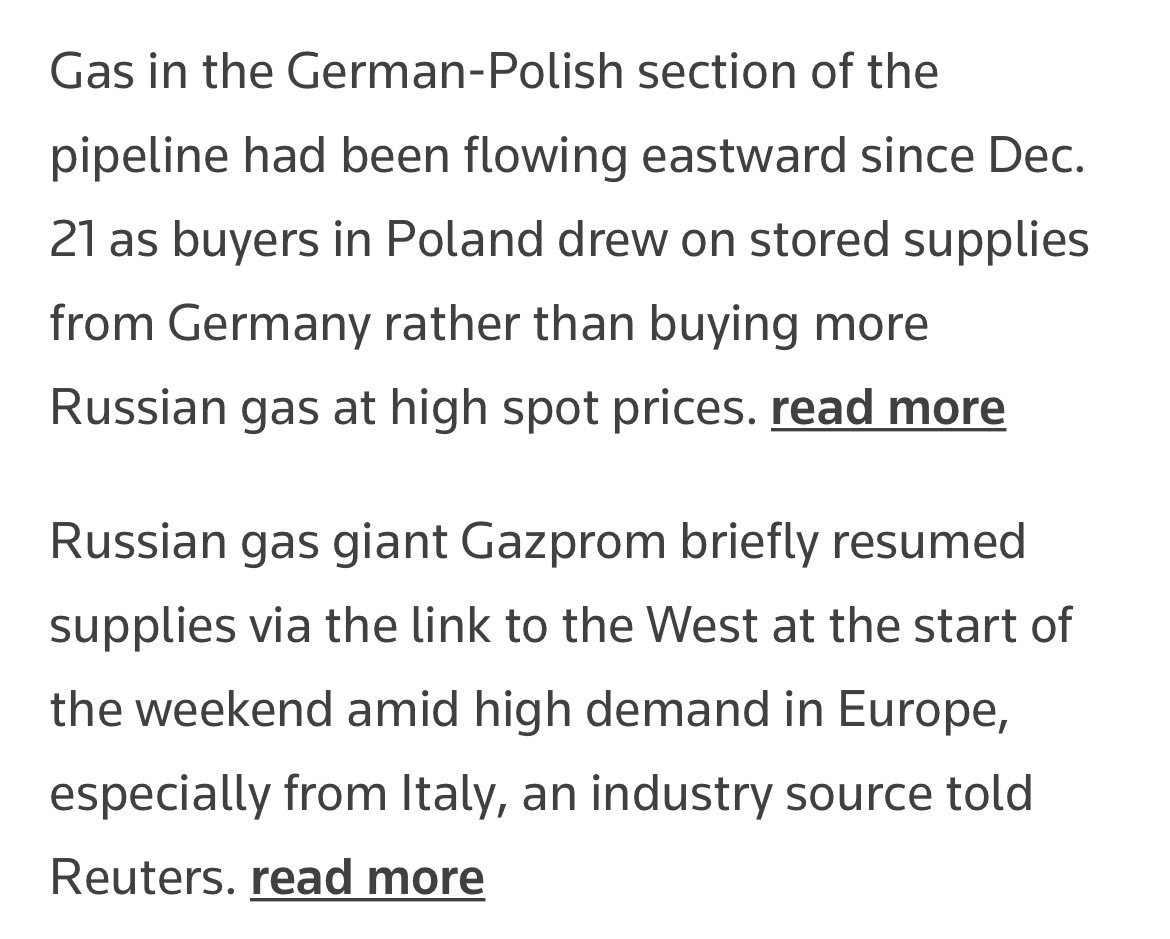 Gas in the German-Polish section of the
pipeline had been flowing eastward since Dec.
21 as buyers in Poland drew on stored supplies
from Germany rather than buying more
Russian gas at high spot prices. read more
Russian gas giant Gazprom briefly resumed
supplies via the link to the West at the start of
the weekend amid high demand in Europe,
especially from Italy, an industry source told
Reuters. read more